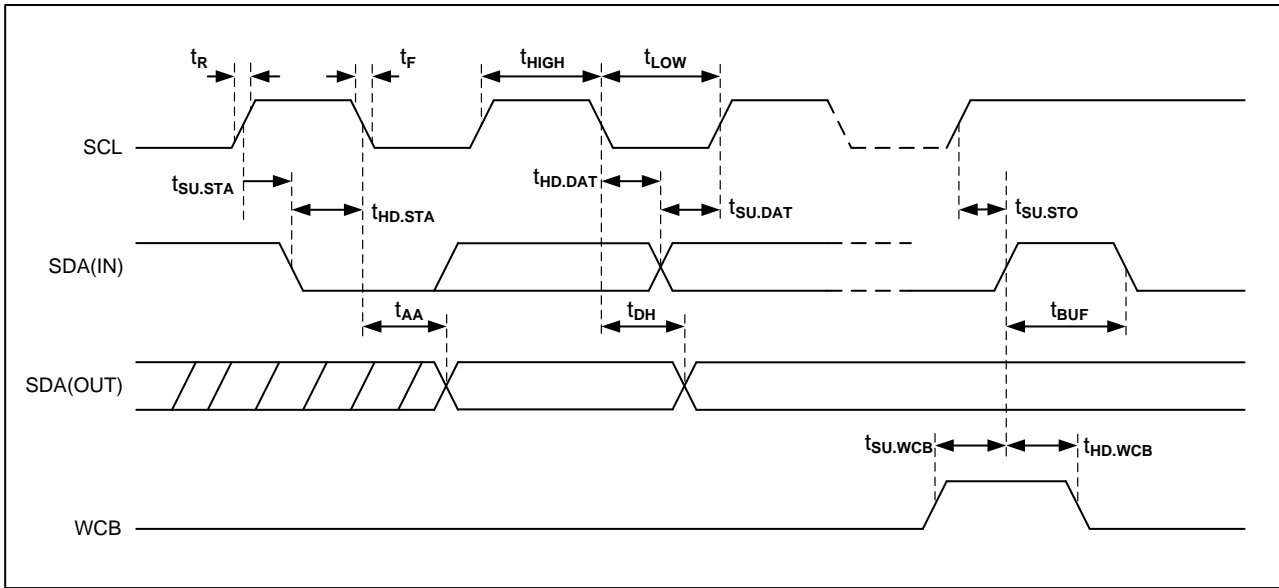 tR
tF
tHIGH
tLOW
SCL
tSU.STA
tHD.STA
tHD.DAT
tSU.DAT
tSU.STO
SDA(IN)
tAA
tDH
tBUF
SDA(OUT)
tSU.WCB
tHD.WCB
WCB